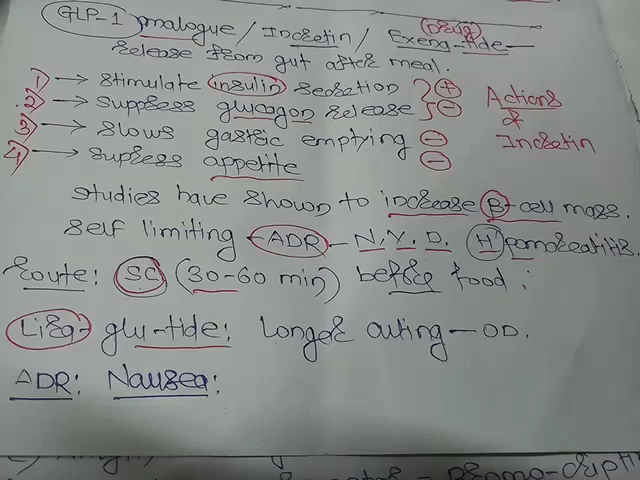 (Drug)
GLP-1 analogue / Incretin / Exena-tide
Release from gut after meal.
1) → stimulate insulin secretion +
2) → suppress glucagon release −
3) → slows gastric emptying −
4) → supress appetite −
Actions
of
Incretin
Studies have shown to increase β-cell mass.
Self limiting - ADR - N.V.D. H' pancreatitis.
Route: SC (30-60 min) before food;
Lira-glu-tide: Longer acting - OD.
ADR: Nausea: